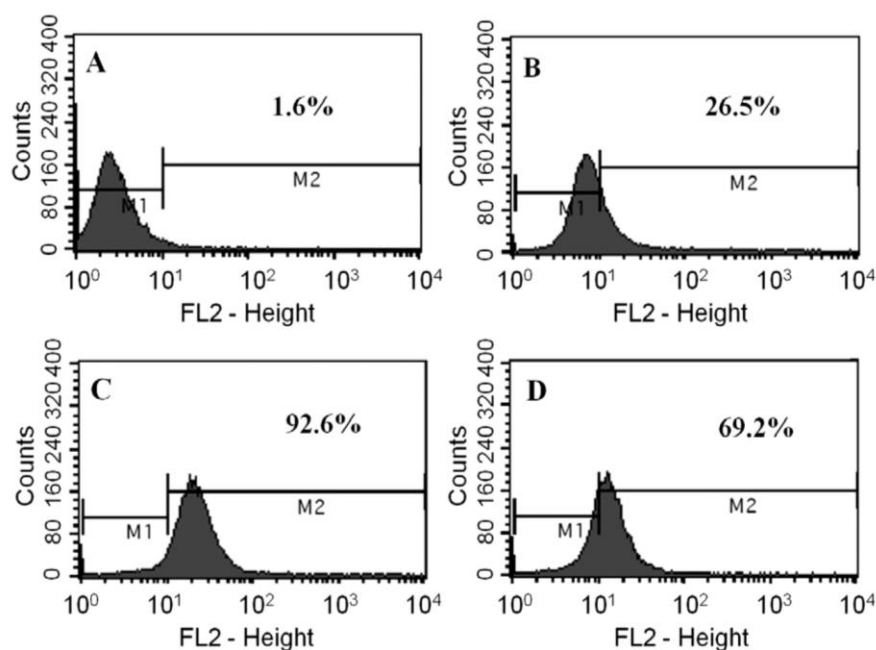 A
1.6%
M1
M2
Counts
0 80 160 240 320 400
10^0 10^1 10^2 10^3 10^4
FL2 - Height
B
26.5%
M1
M2
Counts
0 80 160 240 320 400
10^0 10^1 10^2 10^3 10^4
FL2 - Height
C
92.6%
M1
M2
Counts
0 80 160 240 320 400
10^0 10^1 10^2 10^3 10^4
FL2 - Height
D
69.2%
M1
M2
Counts
0 80 160 240 320 400
10^0 10^1 10^2 10^3 10^4
FL2 - Height